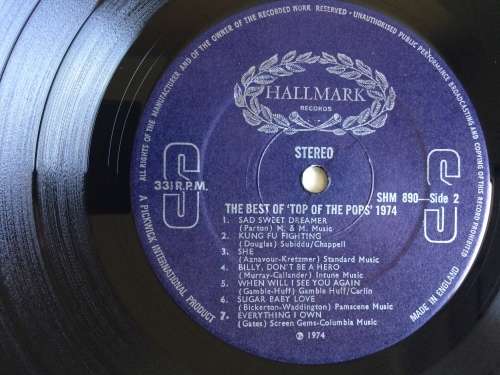 ALL RIGHTS OF THE MANUFACTURER AND OF THE OWNER OF THE RECORDED WORK RESERVED - UNAUTHORISED PUBLIC PERFORMANCE BROADCASTING AND COPYING OF THIS RECORD PROHIBITED
HALLMARK
RECORDS
STEREO
S
S
33⅓ R.P.M.
SHM 890—Side 2
THE BEST OF 'TOP OF THE POPS' 1974
1. SAD SWEET DREAMER
(Parton) M. & M. Music
2. KUNG FU FIGHTING
(Douglas) Subiddu/Chappell
3. SHE
(Aznavour-Kretzmer) Standard Music
4. BILLY, DON'T BE A HERO
(Murray-Callander) Intune Music
5. WHEN WILL I SEE YOU AGAIN
(Gamble-Huff) Gamble Huff/Carlin
6. SUGAR BABY LOVE
(Bickerton-Waddington) Pamscene Music
7. EVERYTHING I OWN
(Gates) Screen Gems-Columbia Music
℗ 1974
A PICKWICK INTERNATIONAL PRODUCT
MADE IN ENGLAND